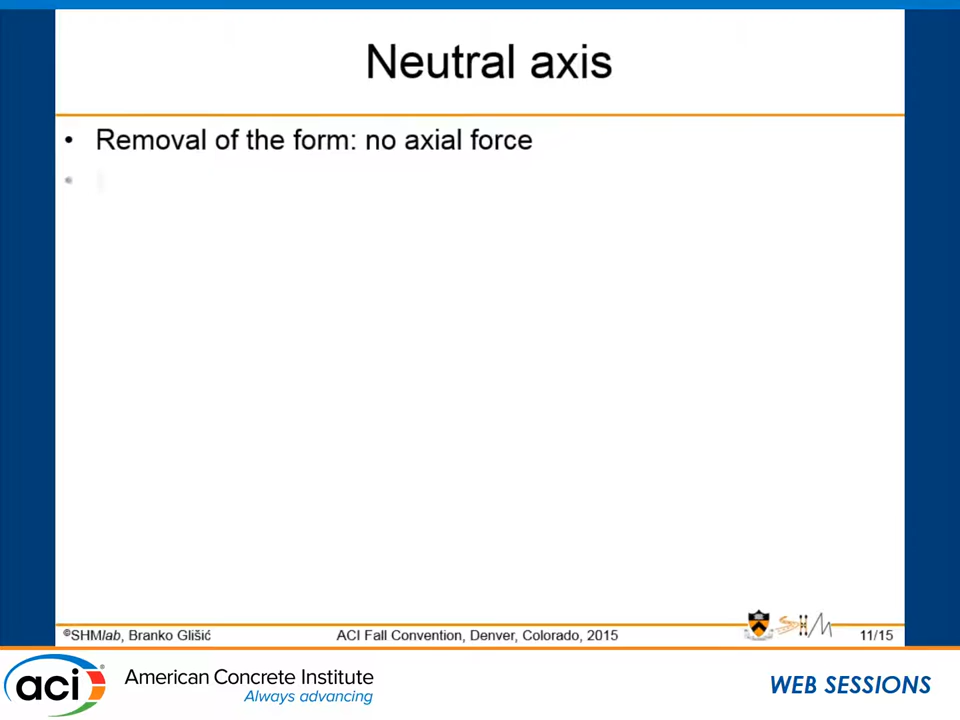 Neutral axis
• Removal of the form: no axial force
•
©SHMlab, Branko Glišić
ACI Fall Convention, Denver, Colorado, 2015
SHM
11/15
aci®
American Concrete Institute
Always advancing
WEB SESSIONS